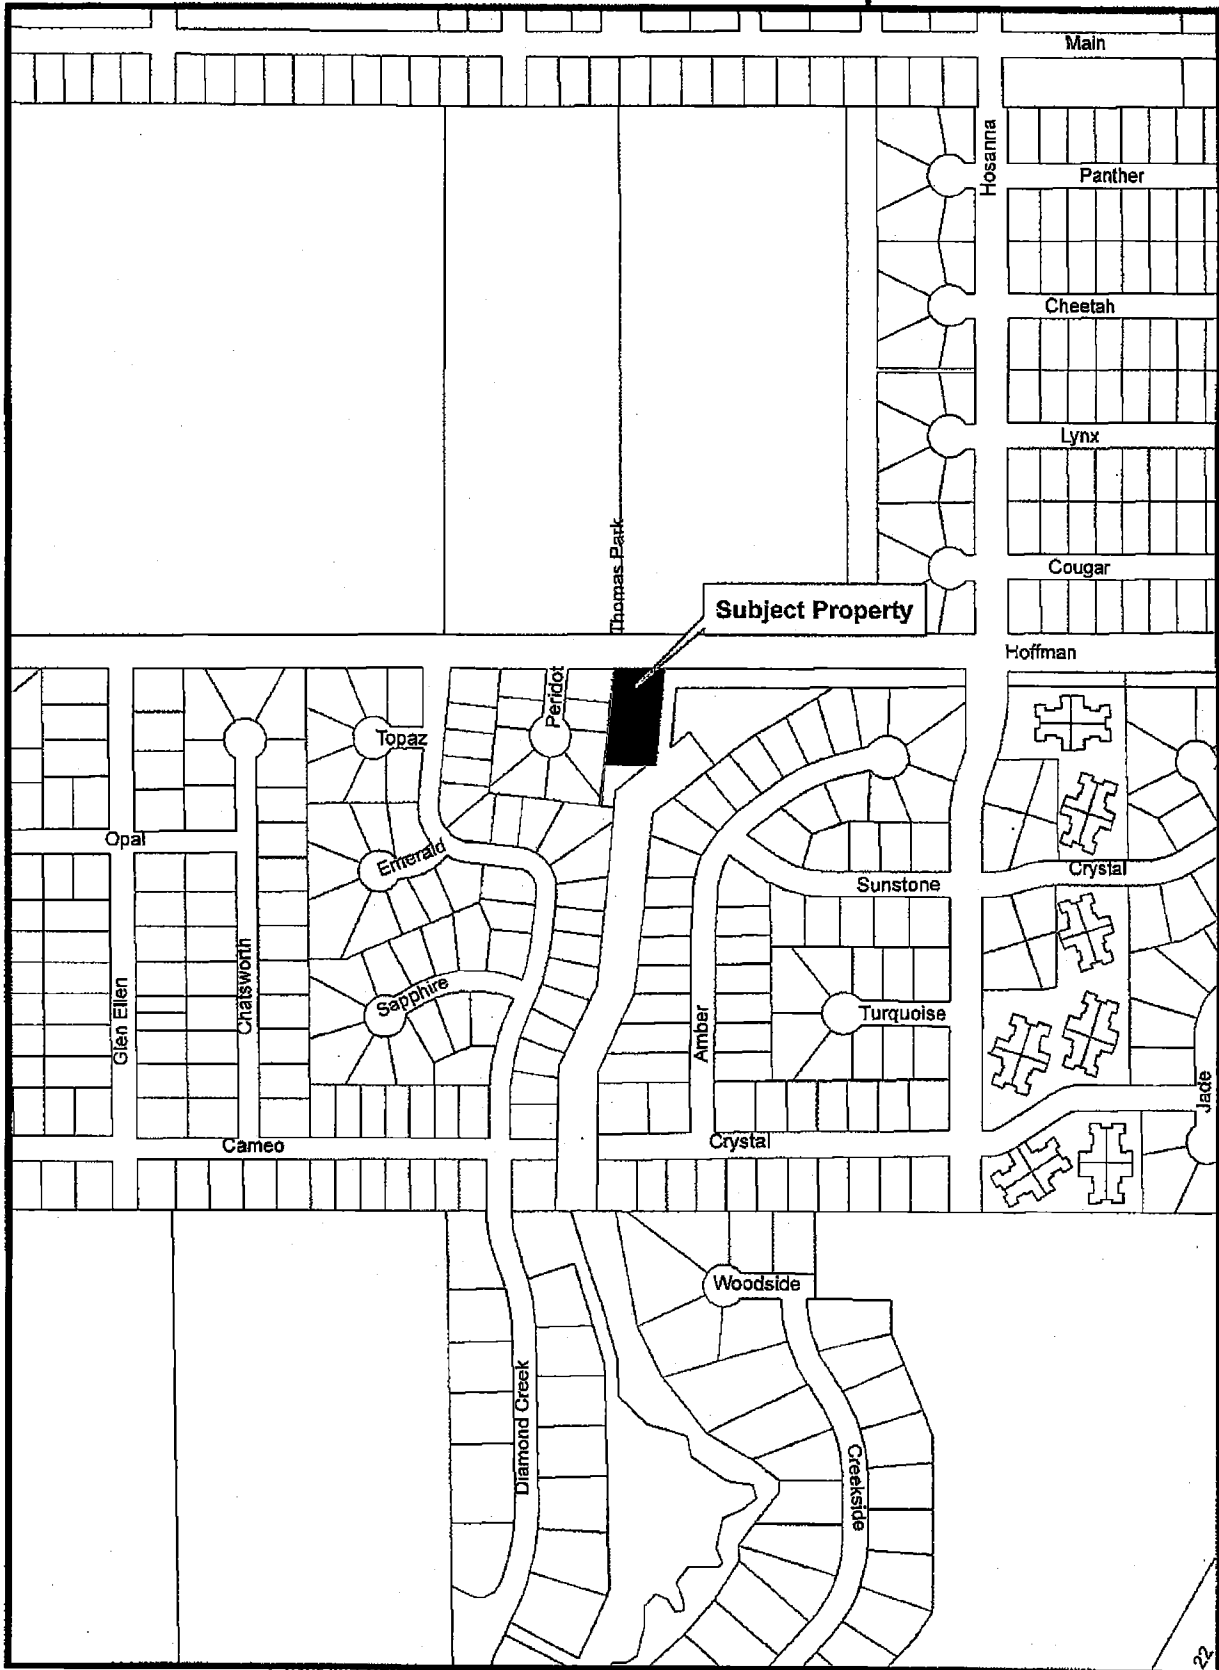 Main
Hosanna
Panther
Cheetah
Lynx
Thomas Park
Cougar
Subject Property
Hoffman
Peridot
Topaz
Opal
Emerald
Crystal
Sunstone
Chatsworth
Glen Ellen
Sapphire
Amber
Turquoise
Jade
Cameo
Crystal
Woodside
Diamond Creek
Creekside
22